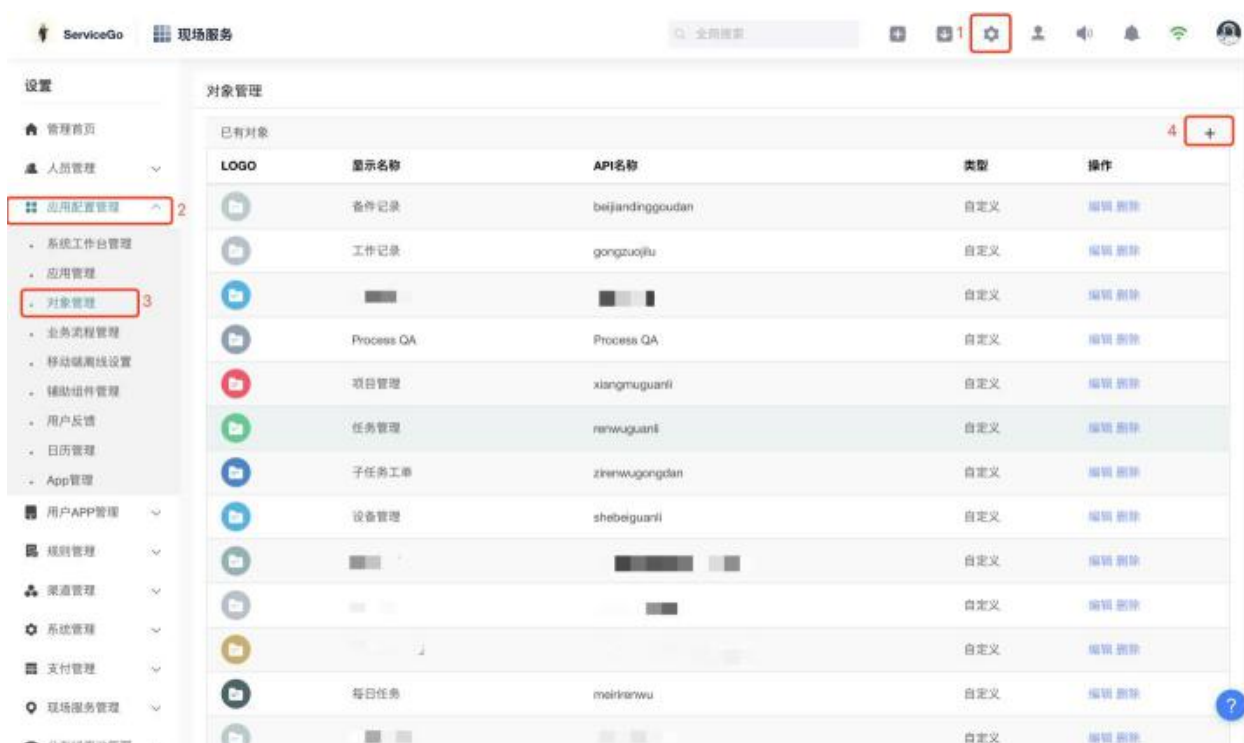 ServiceGo 现场服务 全局搜索 1
设置 对象管理
管理首页 已有对象 4 +
人员管理 LOGO 显示名称 API名称 类型 操作
应用配置管理 2 备件记录 beijiandinggoudan 自定义 编辑 删除
系统工作台管理 工作记录 gongzuojilu 自定义 编辑 删除
应用管理
对象管理 3 自定义 编辑 删除
业务流程管理 Process QA Process QA 自定义 编辑 删除
移动端离线设置
辅助组件管理 项目管理 xiangmuguanli 自定义 编辑 删除
用户反馈 任务管理 renwuguanli 自定义 编辑 删除
日历管理
App管理 子任务工单 zirenwugongdan 自定义 编辑 删除
用户APP管理 设备管理 shebeiguanli 自定义 编辑 删除
规则管理 自定义 编辑 删除
渠道管理 自定义 编辑 删除
系统管理 自定义 编辑 删除
支付管理
现场服务管理 每日任务 meirirenwu 自定义 编辑 删除
自定义 编辑 删除
?